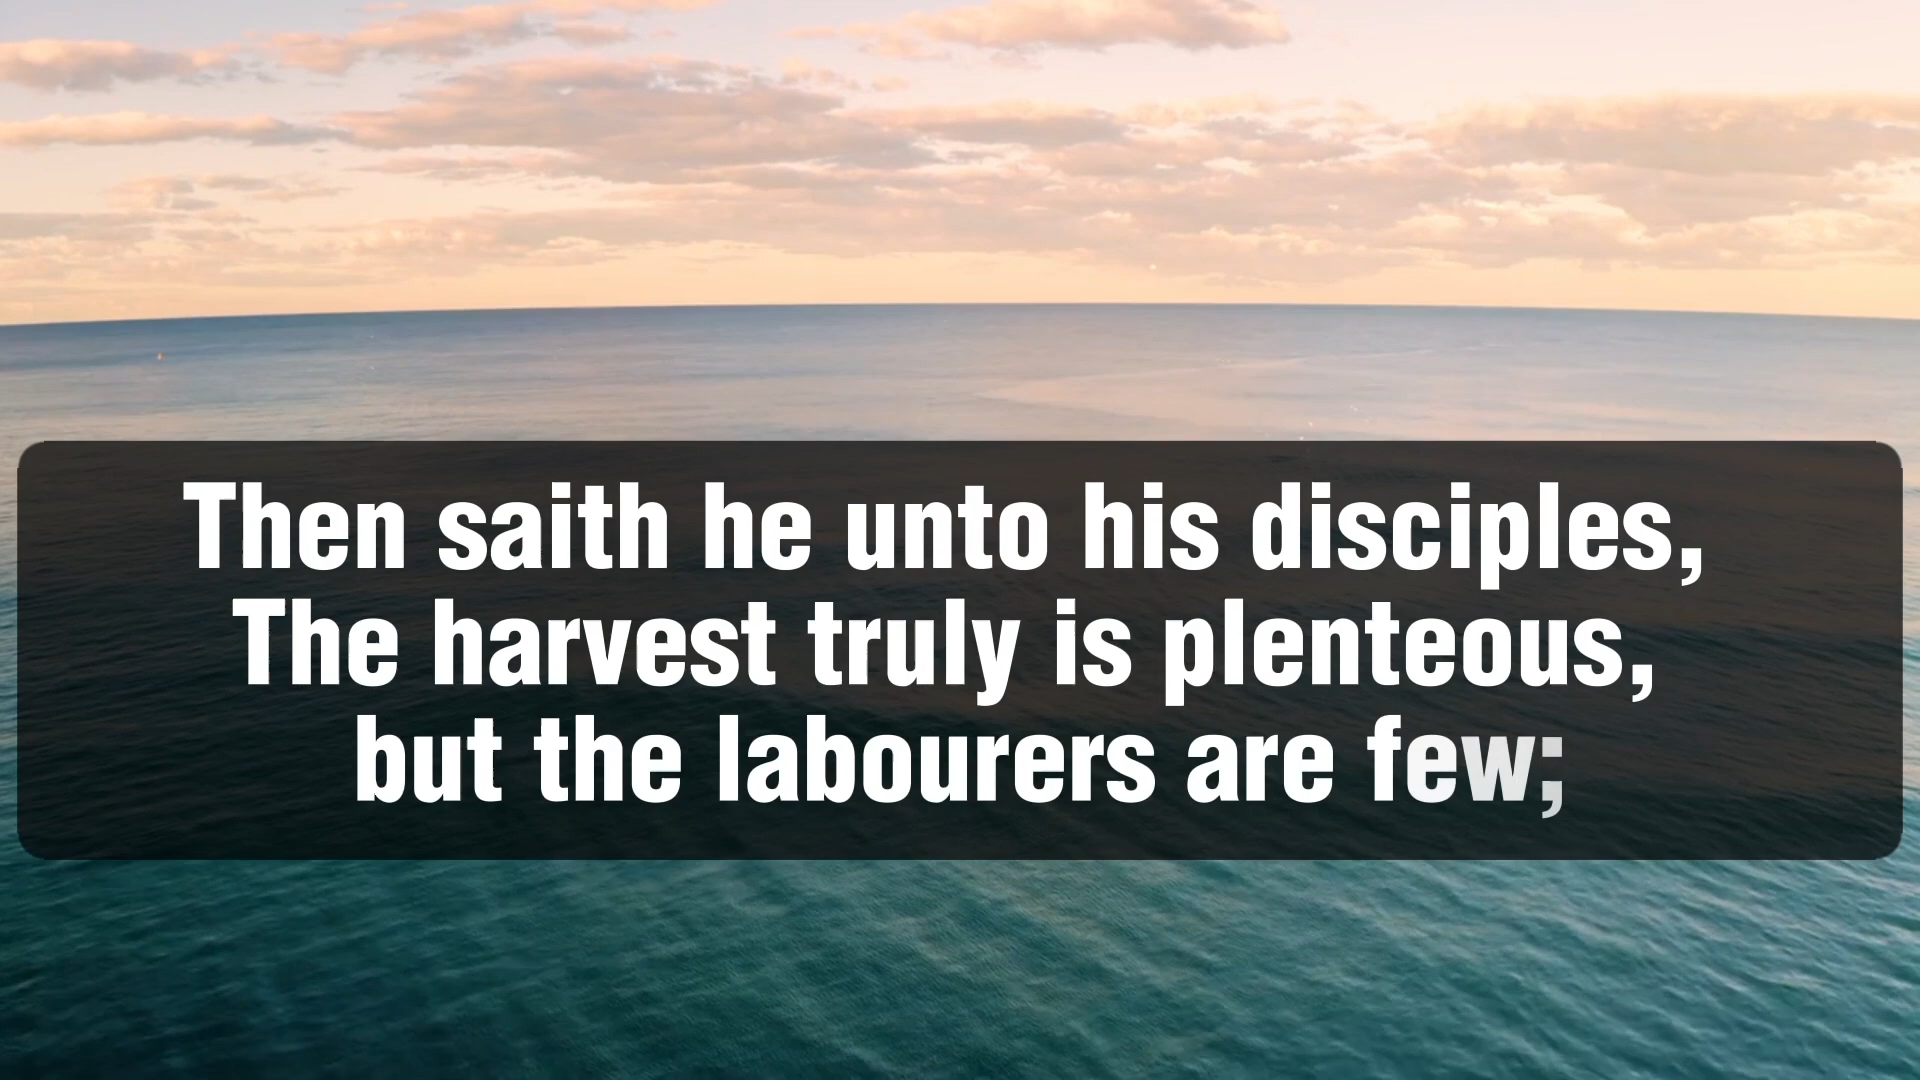 Then saith he unto his disciples,
The harvest truly is plenteous,
but the labourers are few;